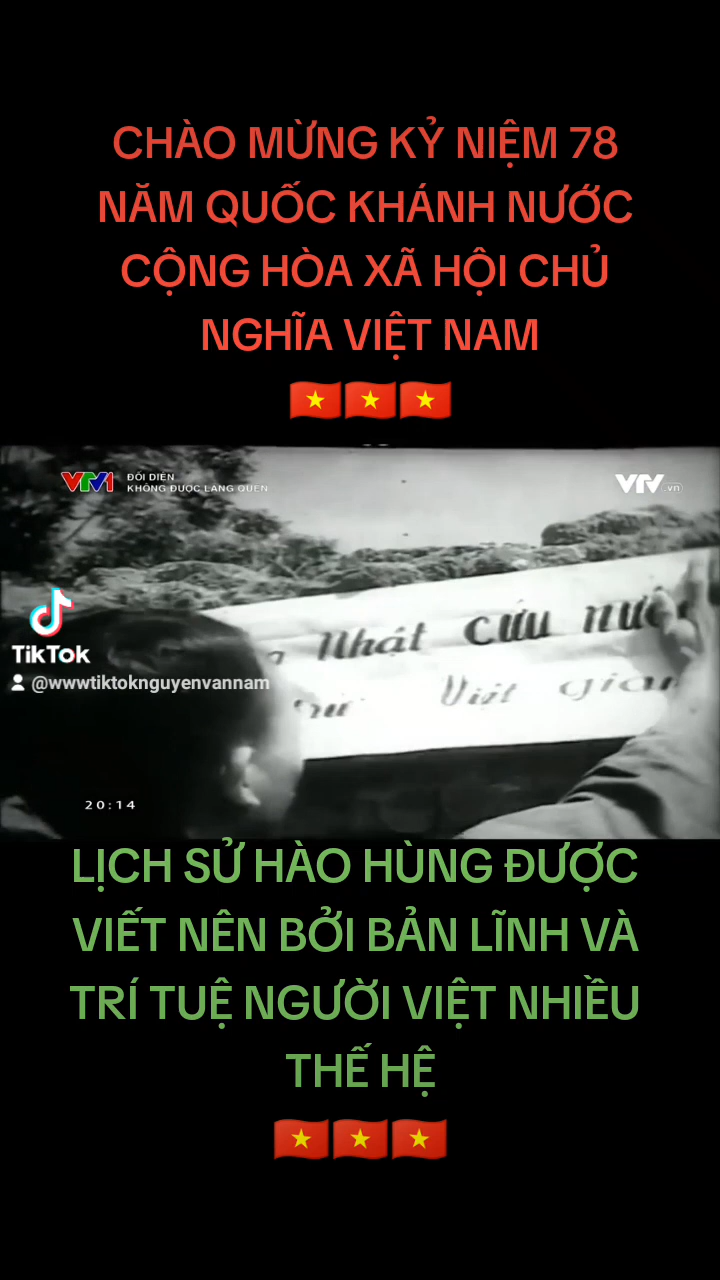 CHÀO MỪNG KỶ NIỆM 78
NĂM QUỐC KHÁNH NƯỚC
CỘNG HÒA XÃ HỘI CHỦ
NGHĨA VIỆT NAM
VTV1 ĐỐI DIỆN
KHÔNG ĐƯỢC LÃNG QUÊN
VTV.vn
Nhật cứu nước
Việt gian
TikTok
@wwwtiktoknguyenvannam
20:14
LỊCH SỬ HÀO HÙNG ĐƯỢC
VIẾT NÊN BỞI BẢN LĨNH VÀ
TRÍ TUỆ NGƯỜI VIỆT NHIỀU
THẾ HỆ